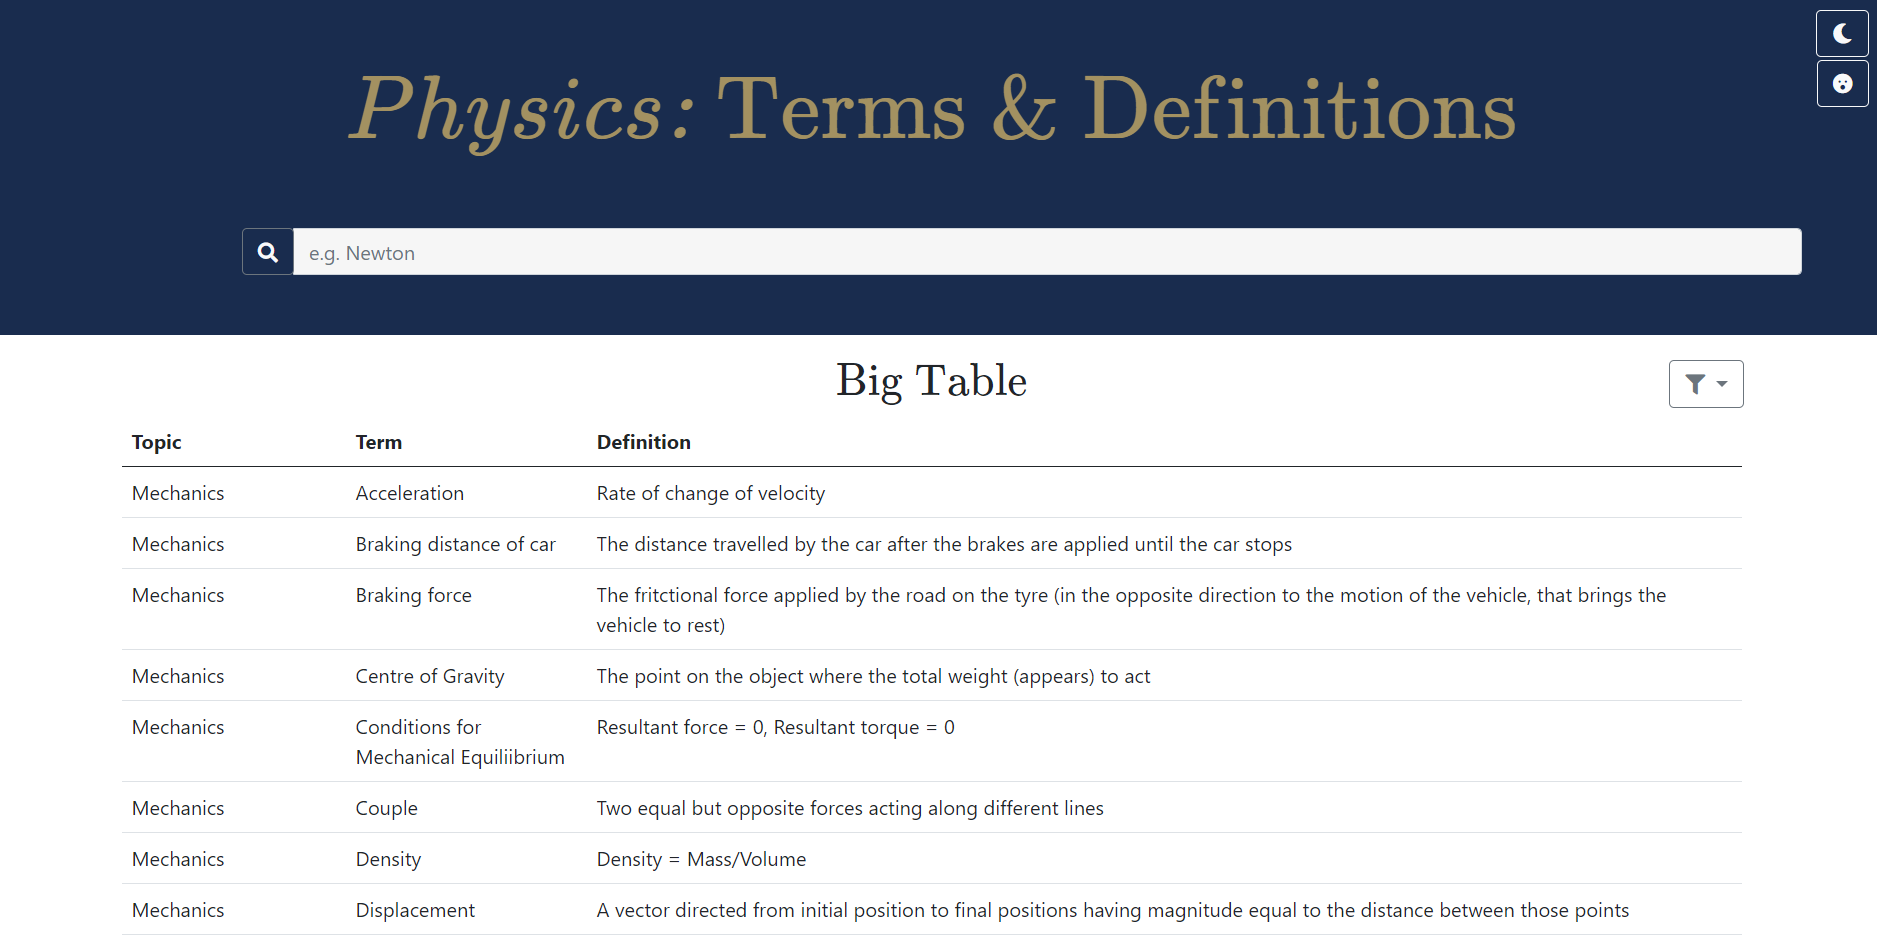 Physics: Terms & Definitions
e.g. Newton
Big Table
Topic Term Definition
Mechanics Acceleration Rate of change of velocity
Mechanics Braking distance of car The distance travelled by the car after the brakes are applied until the car stops
Mechanics Braking force The fritctional force applied by the road on the tyre (in the opposite direction to the motion of the vehicle, that brings the
vehicle to rest)
Mechanics Centre of Gravity The point on the object where the total weight (appears) to act
Mechanics Conditions for Resultant force = 0, Resultant torque = 0
Mechanical Equiliibrium
Mechanics Couple Two equal but opposite forces acting along different lines
Mechanics Density Density = Mass/Volume
Mechanics Displacement A vector directed from initial position to final positions having magnitude equal to the distance between those points